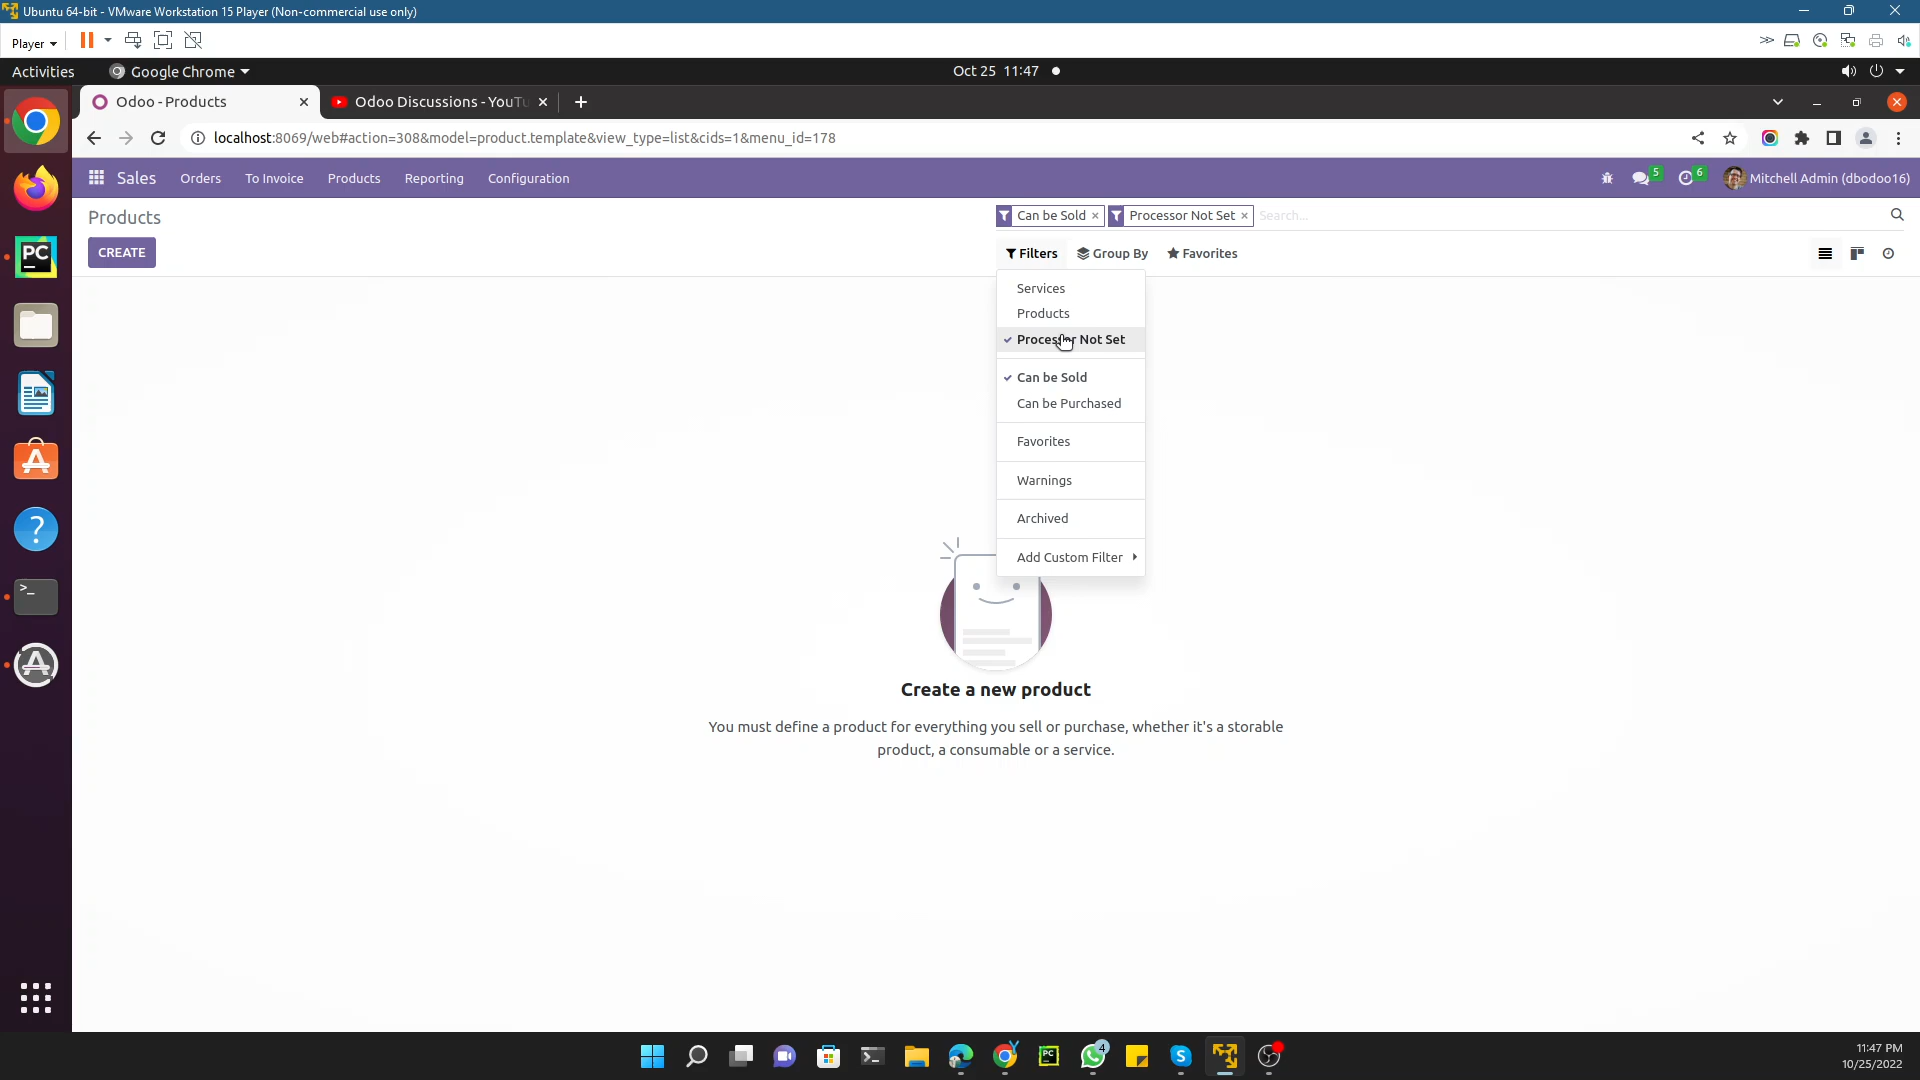 Ubuntu 64-bit - VMware Workstation 15 Player (Non-commercial use only)
Player
Activities
Google Chrome
Oct 25 11:47
Odoo - Products
Odoo Discussions - YouTu
localhost:8069/web#action=308&model=product.template&view_type=list&cids=1&menu_id=178
Sales
Orders
To Invoice
Products
Reporting
Configuration
5
6
Mitchell Admin (dbodoo16)
Products
Can be Sold
Processor Not Set
Search...
CREATE
Filters
Group By
Favorites
Services
Products
Processor Not Set
Can be Sold
Can be Purchased
Favorites
Warnings
Archived
Add Custom Filter
Create a new product
You must define a product for everything you sell or purchase, whether it's a storable
product, a consumable or a service.
PC
PC
4
11:47 PM
10/25/2022